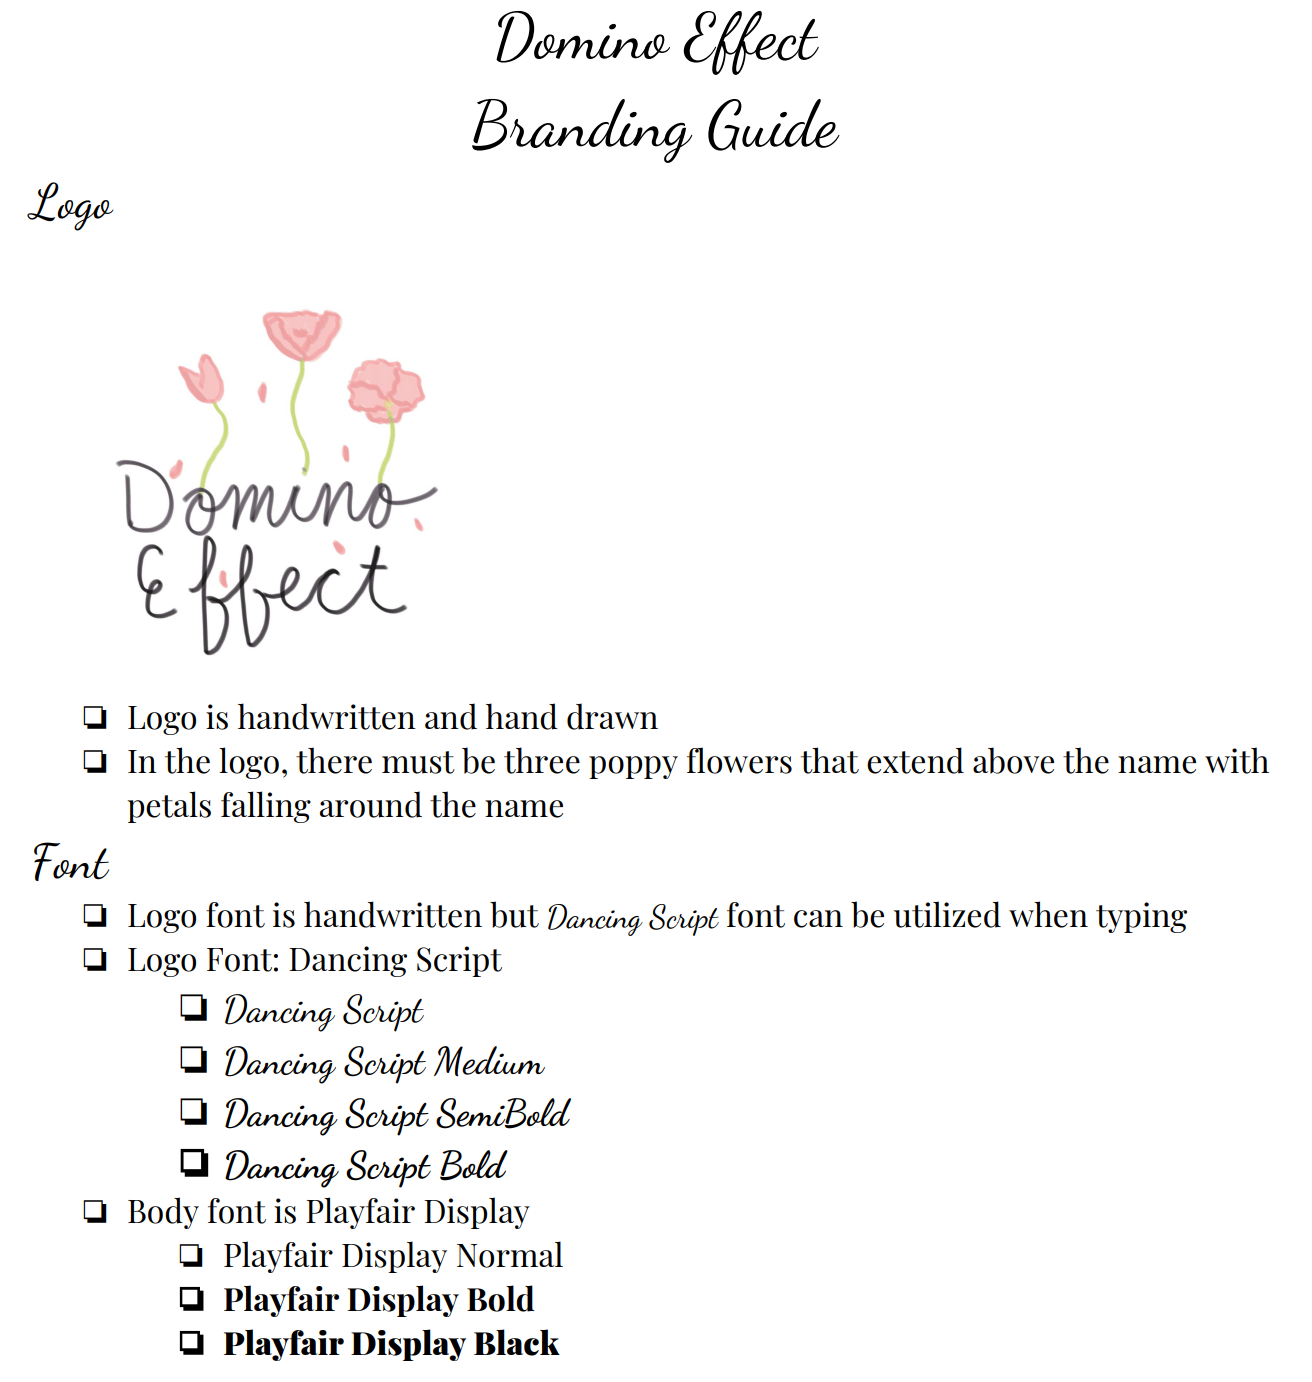 Domino Effect
Branding Guide
Logo
Domino
Effect
❏ Logo is handwritten and hand drawn
❏ In the logo, there must be three poppy flowers that extend above the name with
petals falling around the name
Font
❏ Logo font is handwritten but Dancing Script font can be utilized when typing
❏ Logo Font: Dancing Script
❏ Dancing Script
❏ Dancing Script Medium
❏ Dancing Script SemiBold
❏ Dancing Script Bold
❏ Body font is Playfair Display
❏ Playfair Display Normal
❏ Playfair Display Bold
❏ Playfair Display Black